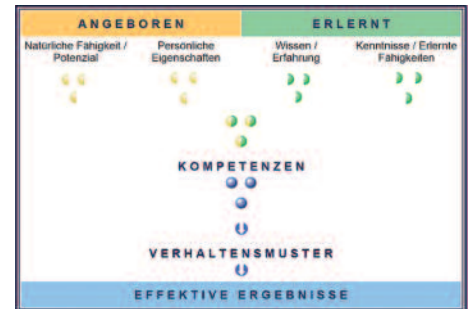 ANGEBOREN ERLERNT
Natürliche Fähigkeit / Persönliche Wissen / Kenntnisse / Erlernte
Potenzial Eigenschaften Erfahrung Fähigkeiten
KOMPETENZEN
VERHALTENSMUSTER
EFFEKTIVE ERGEBNISSE